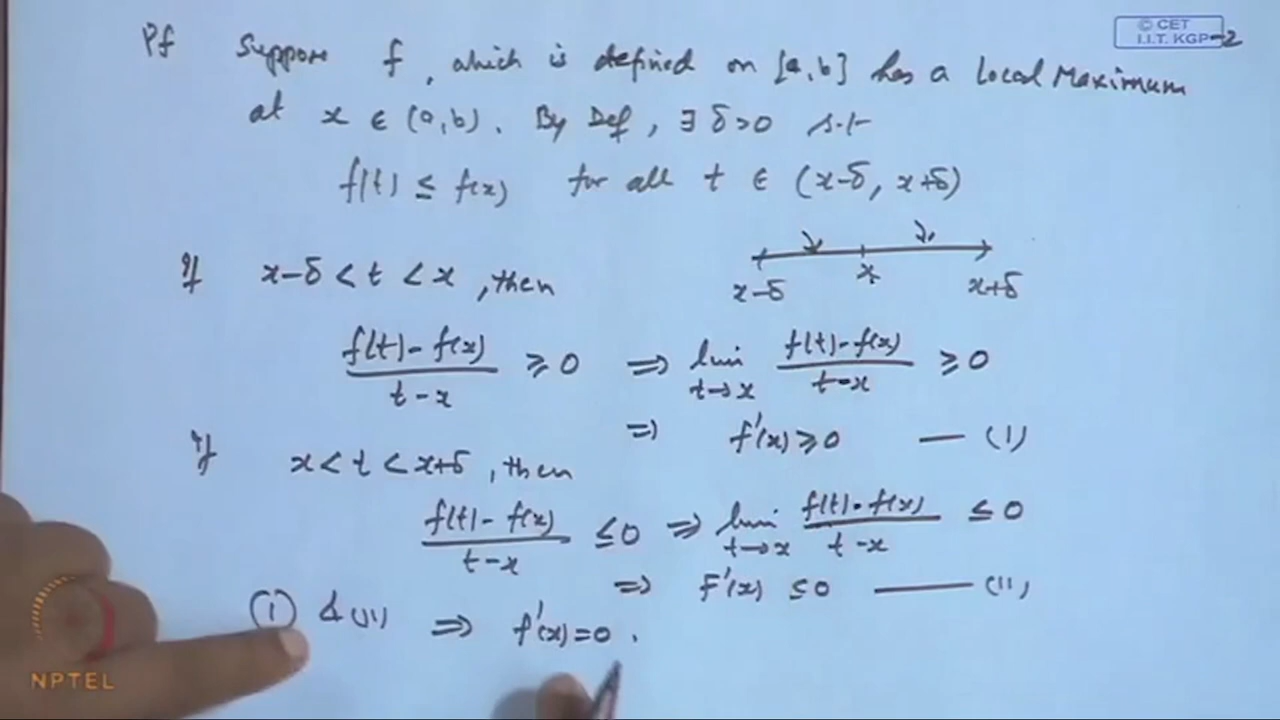 © CET
I.I.T. KGP -2
Pf Suppose f, which is defined on [a,b] has a Local Maximum
at x ∈ (a,b). By Def, ∃ δ>0 s.t
f(t) ≤ f(x) for all t ∈ (x-δ, x+δ)
x-δ x x+δ
If x-δ < t < x, then
f(t)-f(x) / t-x ≥ 0 ⇒ lim t→x f(t)-f(x) / t-x ≥ 0
⇒ f'(x) ≥ 0 — (I)
If x < t < x+δ, then
f(t)-f(x) / t-x ≤ 0 ⇒ lim t→x f(t)-f(x) / t-x ≤ 0
⇒ F'(x) ≤ 0 — (II)
(I) & (II) ⇒ f'(x)=0.
NPTEL